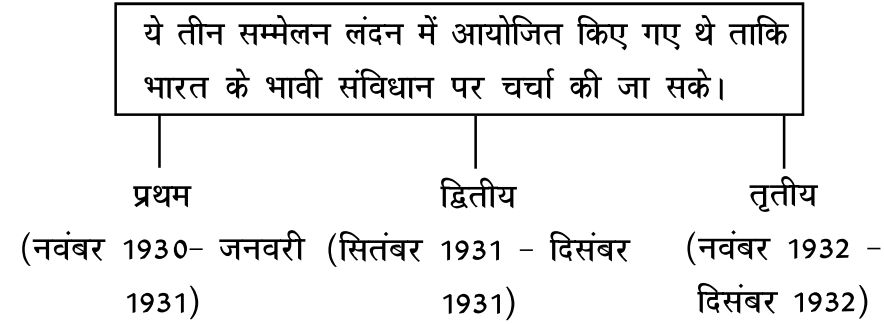 ये तीन सम्मेलन लंदन में आयोजित किए गए थे ताकि
भारत के भावी संविधान पर चर्चा की जा सके।
प्रथम
(नवंबर 1930- जनवरी
1931)
द्वितीय
(सितंबर 1931 - दिसंबर
1931)
तृतीय
(नवंबर 1932 -
दिसंबर 1932)